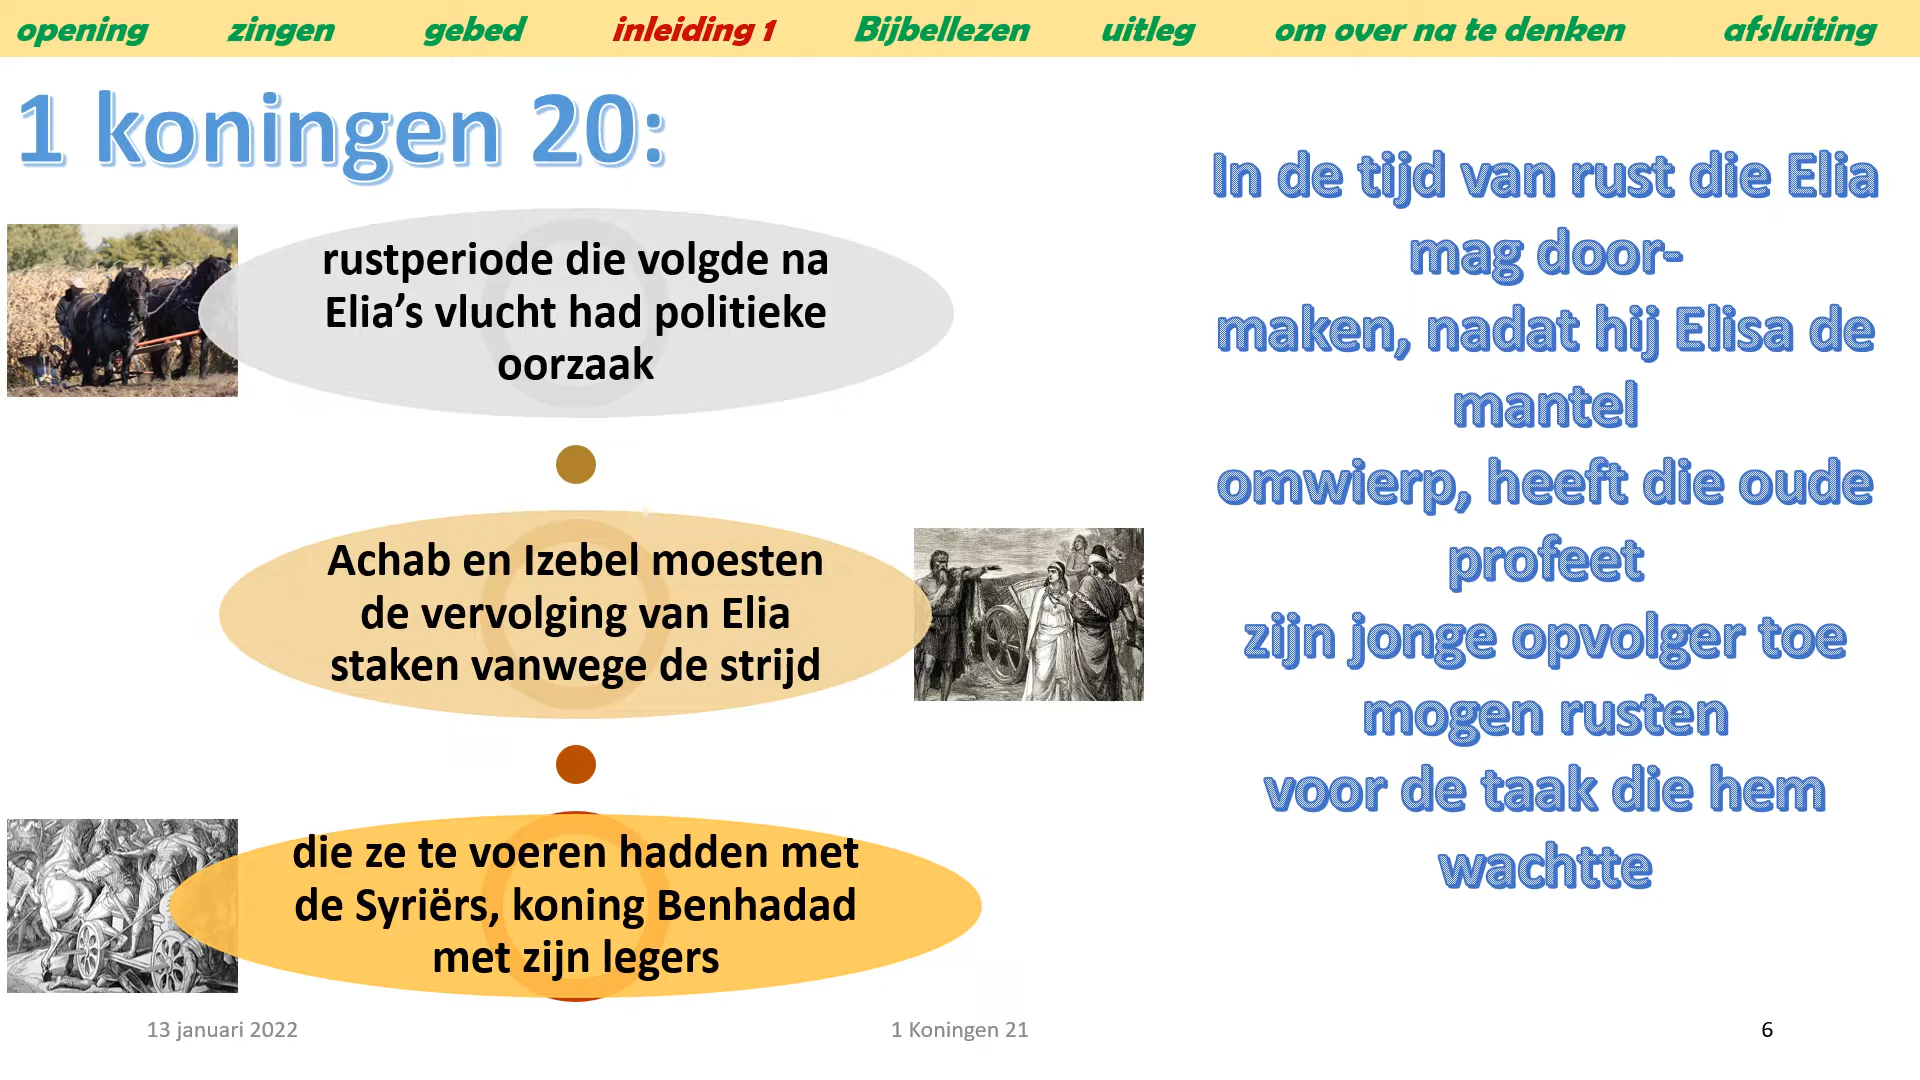 opening zingen gebed inleiding 1 Bijbellezen uitleg om over na te denken afsluiting
1 koningen 20:
rustperiode die volgde na
Elia’s vlucht had politieke
oorzaak
Achab en Izebel moesten
de vervolging van Elia
staken vanwege de strijd
die ze te voeren hadden met
de Syriërs, koning Benhadad
met zijn legers
In de tijd van rust die Elia
mag door-
maken, nadat hij Elisa de
mantel
omwierp, heeft die oude
profeet
zijn jonge opvolger toe
mogen rusten
voor de taak die hem
wachtte
13 januari 2022
1 Koningen 21
6